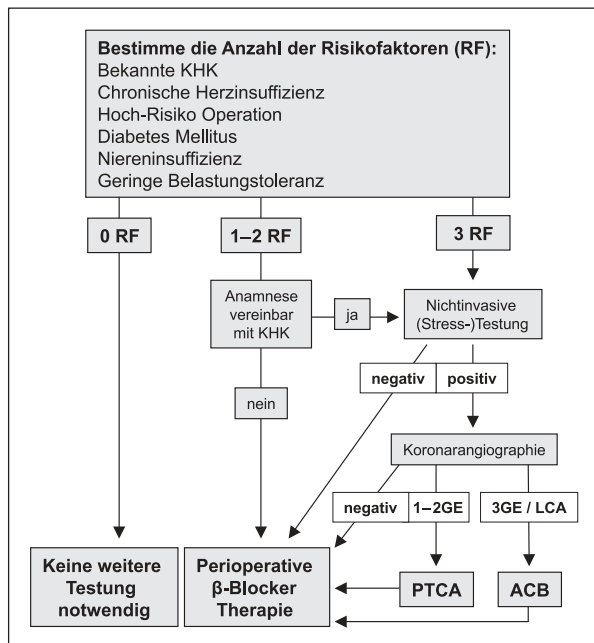 Bestimme die Anzahl der Risikofaktoren (RF):
Bekannte KHK
Chronische Herzinsuffizienz
Hoch-Risiko Operation
Diabetes Mellitus
Niereninsuffizienz
Geringe Belastungstoleranz
0 RF
1–2 RF
3 RF
Anamnese
vereinbar
mit KHK
ja
Nichtinvasive
(Stress-)Testung
negativ
positiv
nein
Koronarangiographie
negativ
1–2GE
3GE / LCA
Keine weitere
Testung
notwendig
Perioperative
β-Blocker
Therapie
PTCA
ACB